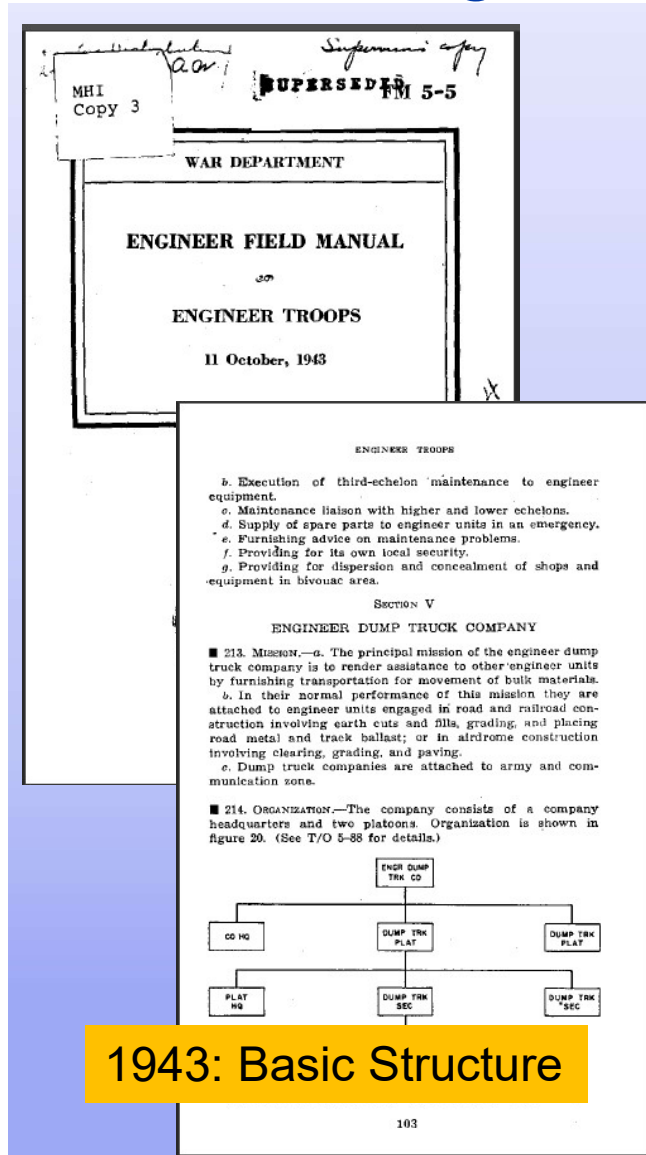 Supermini copy
MHI
Copy 3
SUPERSEDED
FM 5-5
WAR DEPARTMENT
ENGINEER FIELD MANUAL
ENGINEER TROOPS
11 October, 1943
ENGINEER TROOPS
b. Execution of third-echelon maintenance to engineer
equipment.
c. Maintenance liaison with higher and lower echelons.
d. Supply of spare parts to engineer units in an emergency.
e. Furnishing advice on maintenance problems.
f. Providing for its own local security.
g. Providing for dispersion and concealment of shops and
equipment in bivouac area.
SECTION V
ENGINEER DUMP TRUCK COMPANY
■ 213. MISSION.—a. The principal mission of the engineer dump
truck company is to render assistance to other engineer units
by furnishing transportation for movement of bulk materials.
b. In their normal performance of this mission they are
attached to engineer units engaged in road and railroad con-
struction involving earth cuts and fills, grading, and placing
road metal and track ballast; or in airdrome construction
involving clearing, grading, and paving.
c. Dump truck companies are attached to army and com-
munication zone.
■ 214. ORGANIZATION.—The company consists of a company
headquarters and two platoons. Organization is shown in
figure 20. (See T/O 5-88 for details.)
ENGR DUMP
TRK CO
CO HQ
DUMP TRK
PLAT
DUMP TRK
PLAT
PLAT
HQ
DUMP TRK
SEC
DUMP TRK
SEC
1943: Basic Structure
103